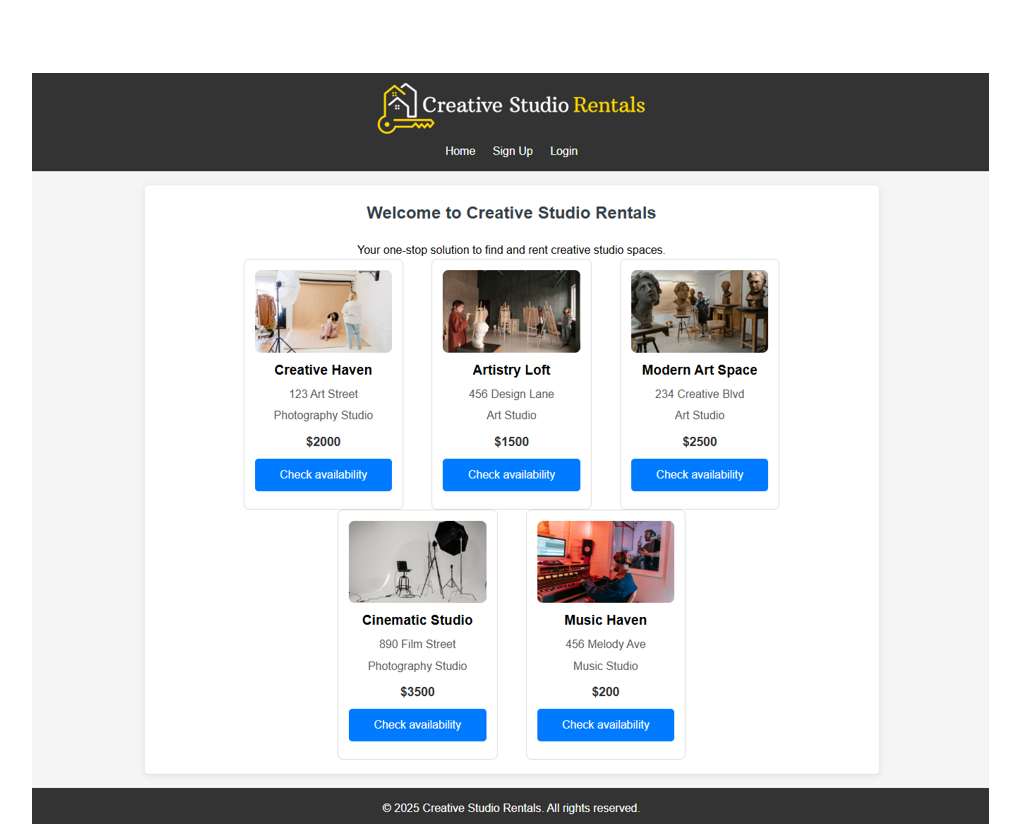 Creative Studio Rentals
Home Sign Up Login
Welcome to Creative Studio Rentals
Your one-stop solution to find and rent creative studio spaces.
Creative Haven
123 Art Street
Photography Studio
$2000
Check availability
Artistry Loft
456 Design Lane
Art Studio
$1500
Check availability
Modern Art Space
234 Creative Blvd
Art Studio
$2500
Check availability
Cinematic Studio
890 Film Street
Photography Studio
$3500
Check availability
Music Haven
456 Melody Ave
Music Studio
$200
Check availability
© 2025 Creative Studio Rentals. All rights reserved.